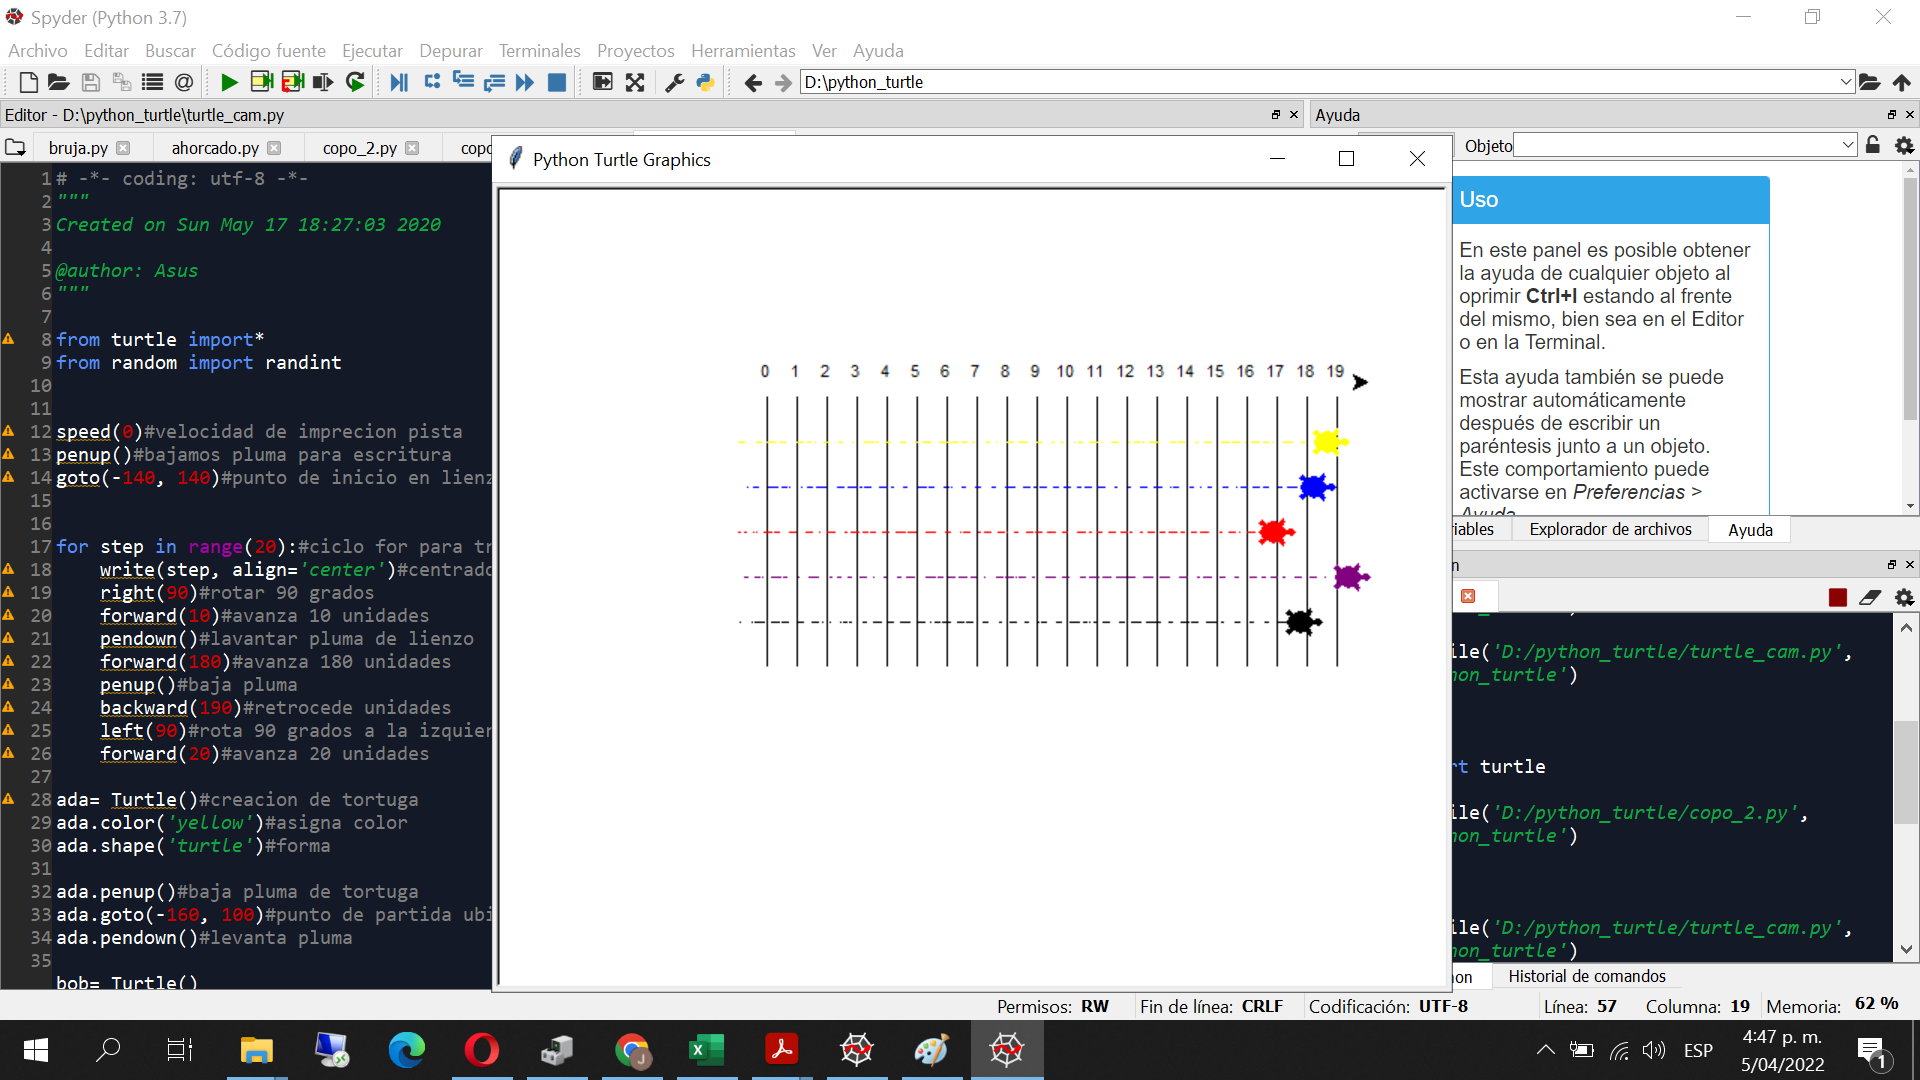 Spyder (Python 3.7)
Archivo Editar Buscar Código fuente Ejecutar Depurar Terminales Proyectos Herramientas Ver Ayuda
D:\python_turtle
Editor - D:\python_turtle\turtle_cam.py
Ayuda
bruja.py ahorcado.py copo_2.py copo
Objeto
Python Turtle Graphics
1 # -*- coding: utf-8 -*-
2 """
3 Created on Sun May 17 18:27:03 2020
4
5 @author: Asus
6 """
7
8 from turtle import*
9 from random import randint
10
11
12 speed(0)#velocidad de imprecion pista
13 penup()#bajamos pluma para escritura
14 goto(-140, 140)#punto de inicio en lienz
15
16
17 for step in range(20):#ciclo for para tr
18 write(step, align='center')#centrado
19 right(90)#rotar 90 grados
20 forward(10)#avanza 10 unidades
21 pendown()#lavantar pluma de lienzo
22 forward(180)#avanza 180 unidades
23 penup()#baja pluma
24 backward(190)#retrocede unidades
25 left(90)#rota 90 grados a la izquier
26 forward(20)#avanza 20 unidades
27
28 ada= Turtle()#creacion de tortuga
29 ada.color('yellow')#asigna color
30 ada.shape('turtle')#forma
31
32 ada.penup()#baja pluma de tortuga
33 ada.goto(-160, 100)#punto de partida ubi
34 ada.pendown()#levanta pluma
35
bob= Turtle()
0 1 2 3 4 5 6 7 8 9 10 11 12 13 14 15 16 17 18 19
Uso
En este panel es posible obtener
la ayuda de cualquier objeto al
oprimir Ctrl+I estando al frente
del mismo, bien sea en el Editor
o en la Terminal.
Esta ayuda también se puede
mostrar automáticamente
después de escribir un
paréntesis junto a un objeto.
Este comportamiento puede
activarse en Preferencias >
Ayuda
iables Explorador de archivos Ayuda
n
ile('D:/python_turtle/turtle_cam.py',
on_turtle')
rt turtle
ile('D:/python_turtle/copo_2.py',
on_turtle')
ile('D:/python_turtle/turtle_cam.py',
on_turtle')
on Historial de comandos
Permisos: RW Fin de línea: CRLF Codificación: UTF-8 Línea: 57 Columna: 19 Memoria: 62 %
ESP
4:47 p. m.
5/04/2022
1